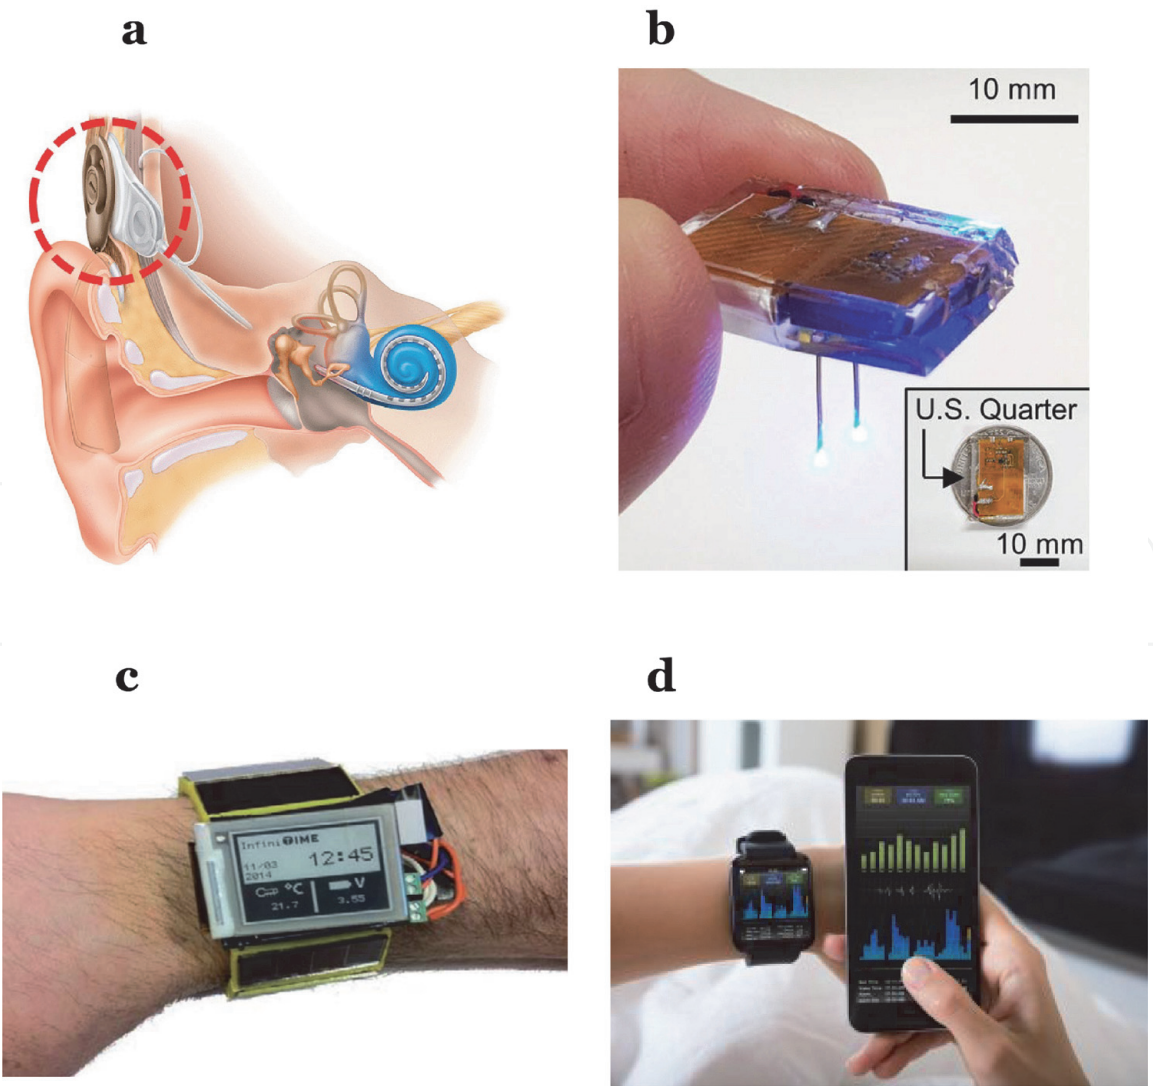 a
b
10 mm
U.S. Quarter
10 mm
c
InfiniTIME
11/03
2014
12:45
°C
V
21.7
3.55
d